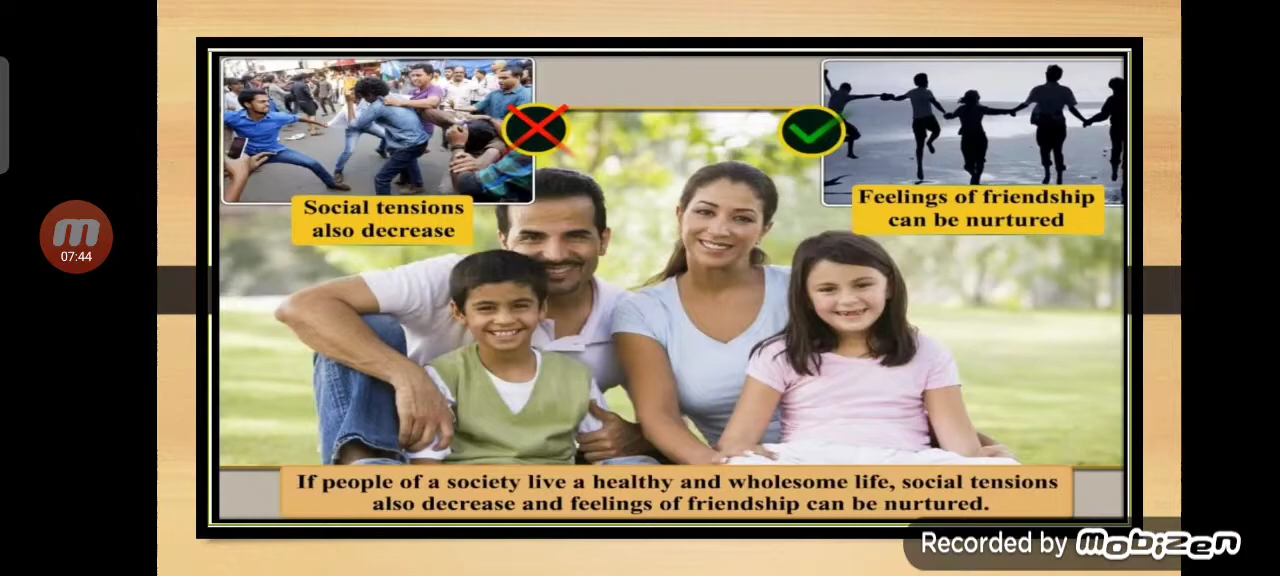 Social tensions
also decrease
Feelings of friendship
can be nurtured
If people of a society live a healthy and wholesome life, social tensions
also decrease and feelings of friendship can be nurtured.
07:44
Recorded by mobizen